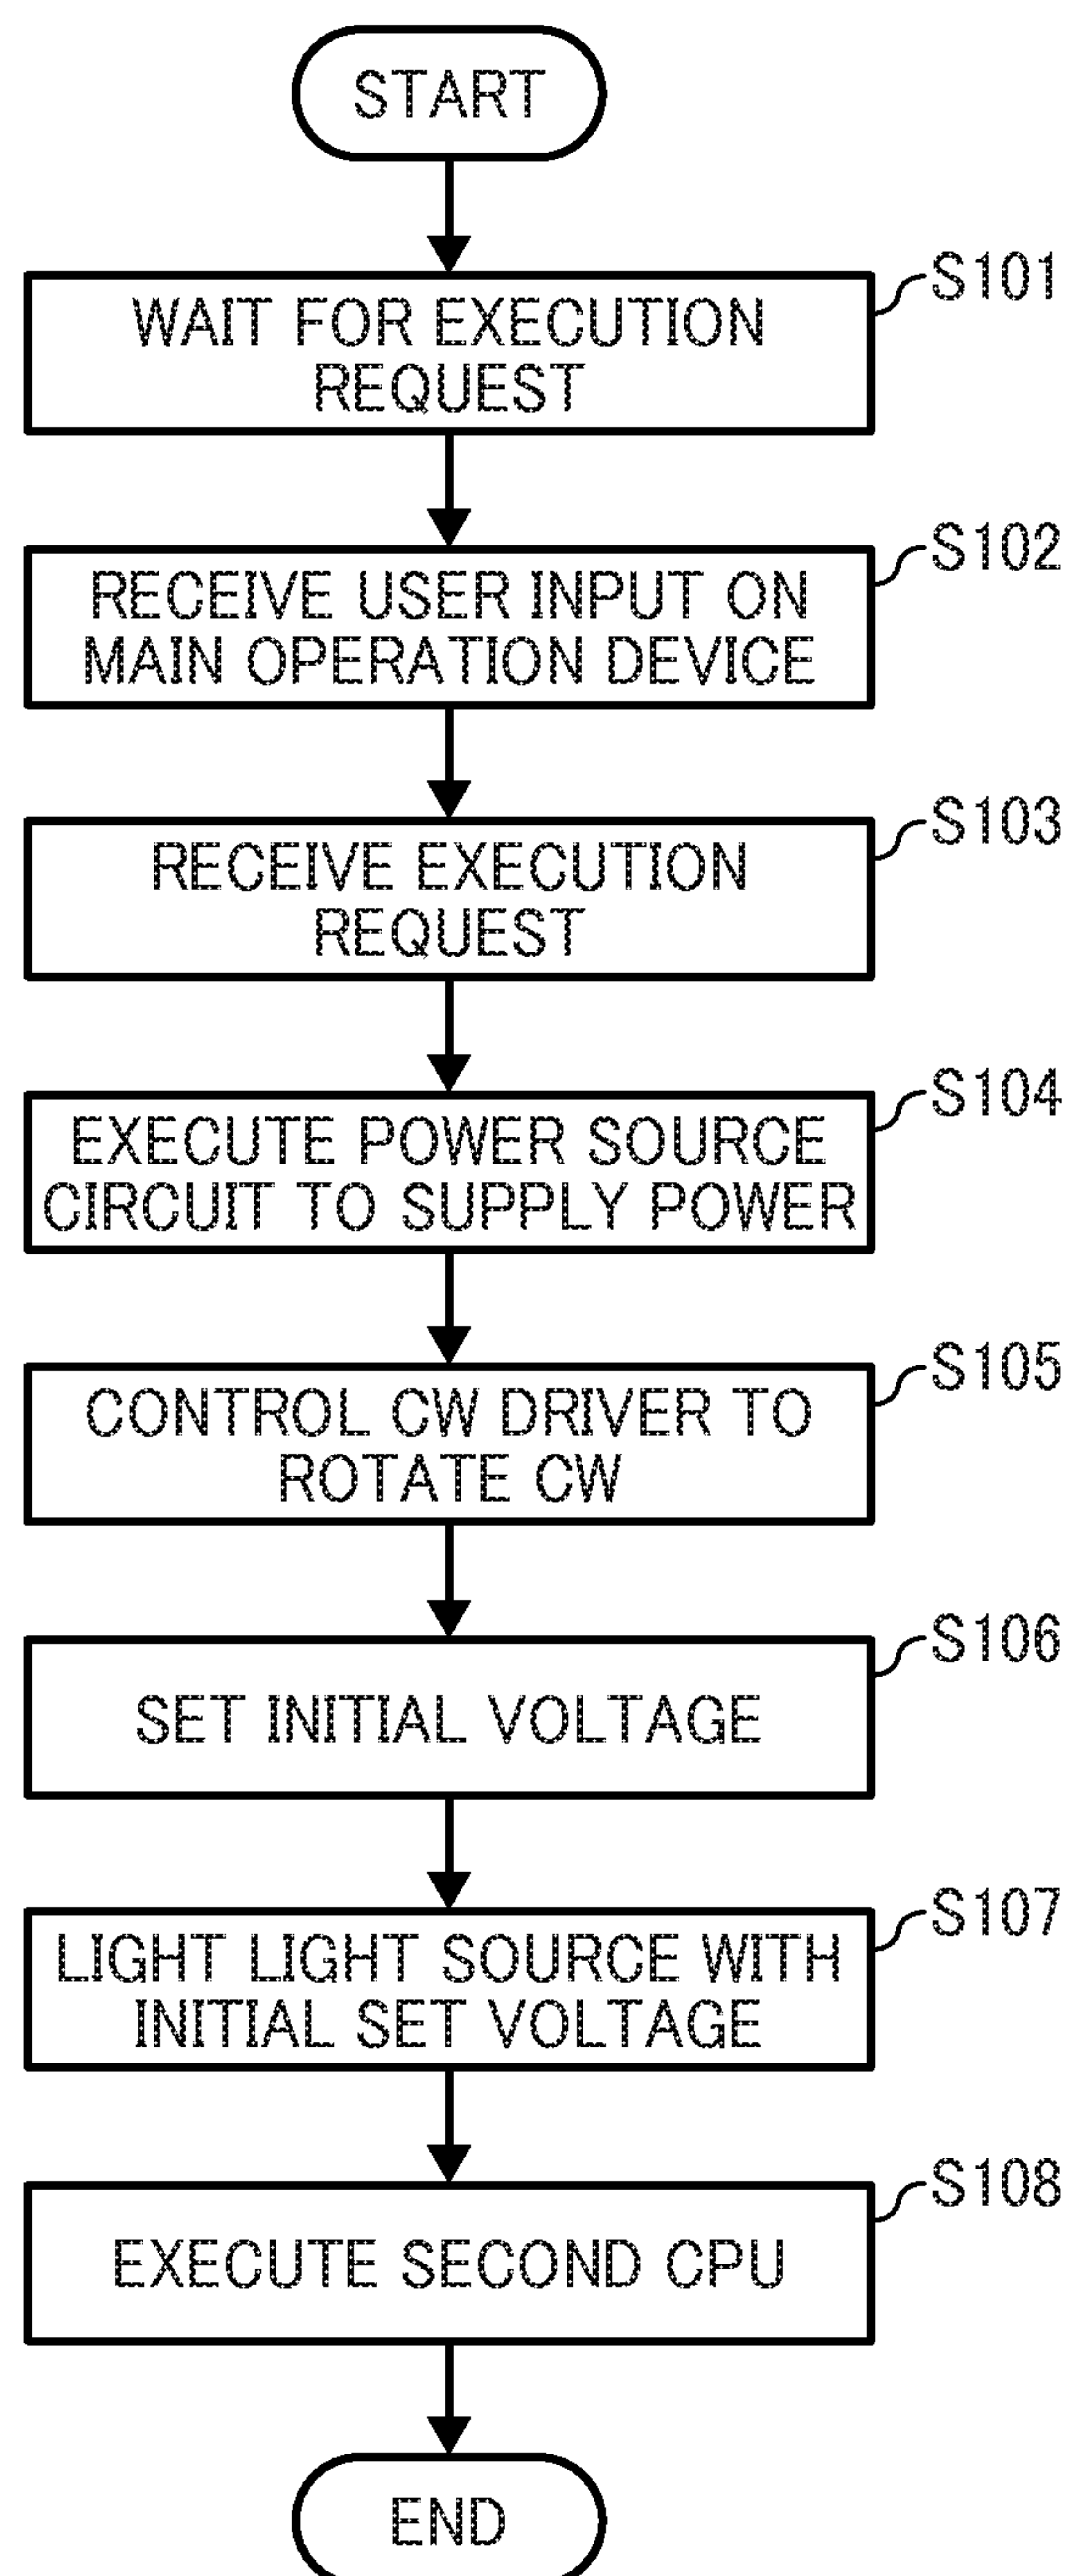 START
S101
WAIT FOR EXECUTION
REQUEST
S102
RECEIVE USER INPUT ON
MAIN OPERATION DEVICE
S103
RECEIVE EXECUTION
REQUEST
S104
EXECUTE POWER SOURCE
CIRCUIT TO SUPPLY POWER
S105
CONTROL CW DRIVER TO
ROTATE CW
S106
SET INITIAL VOLTAGE
S107
LIGHT LIGHT SOURCE WITH
INITIAL SET VOLTAGE
S108
EXECUTE SECOND CPU
END